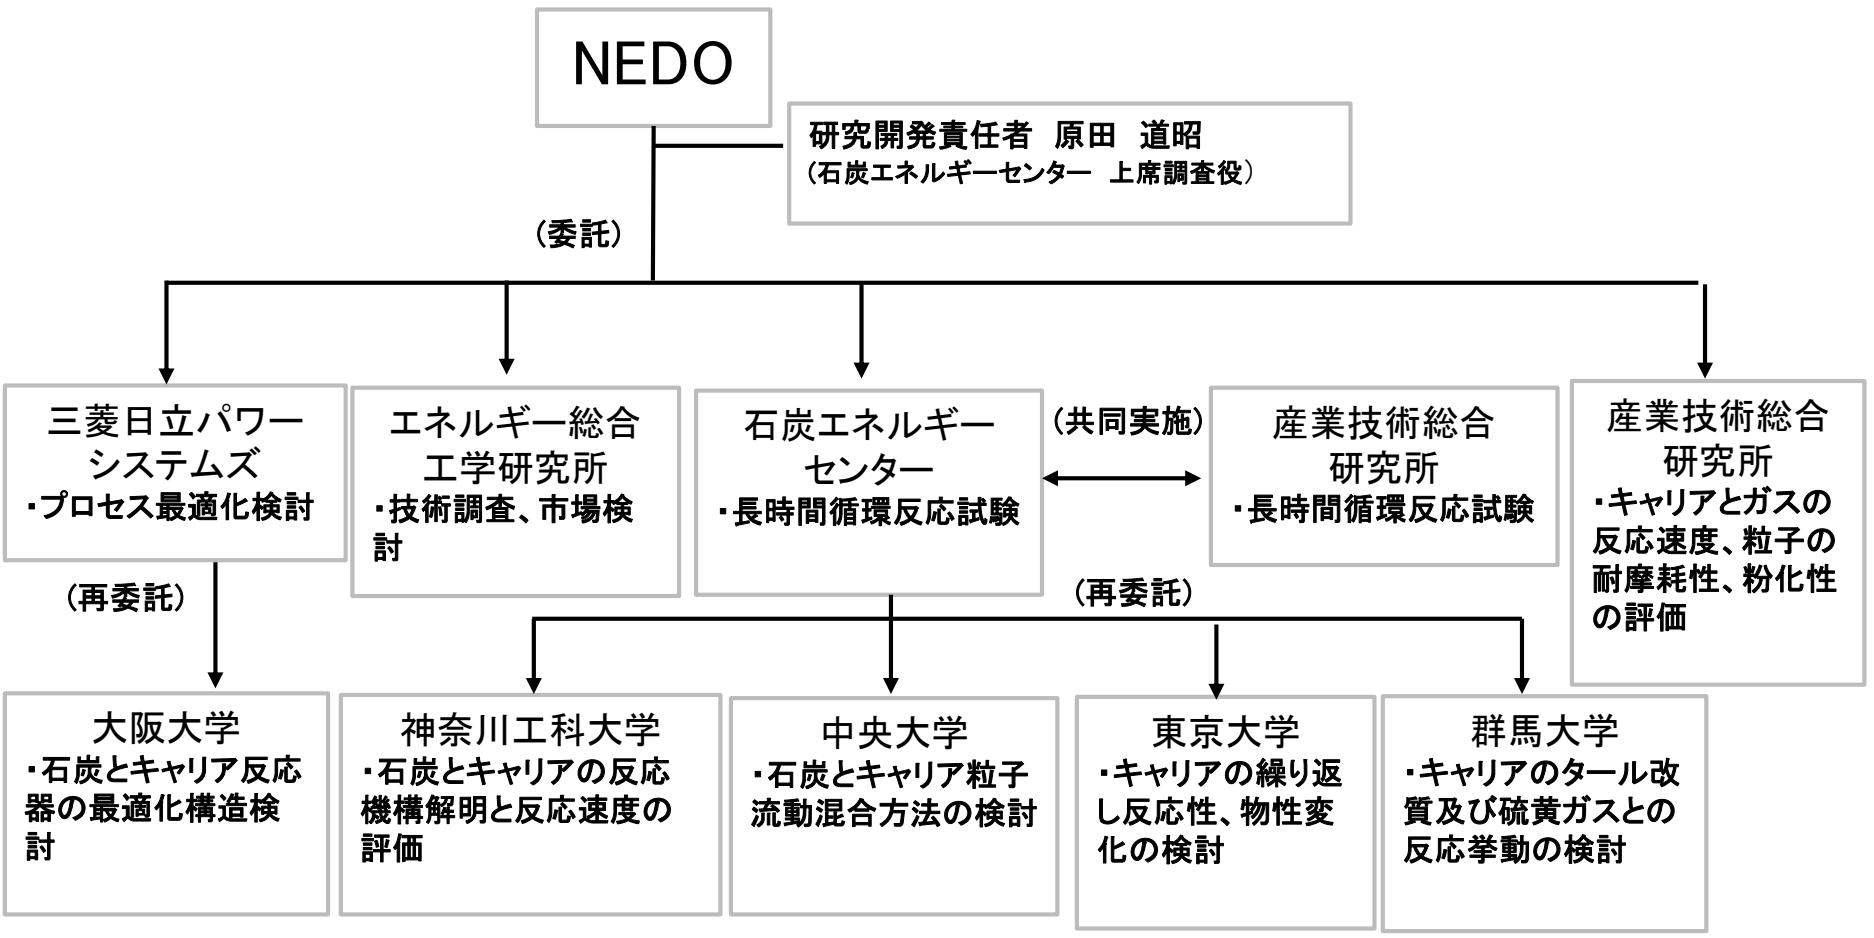 NEDO
研究開発責任者　原田　道昭
(石炭エネルギーセンター　上席調査役)
(委託)
三菱日立パワー
システムズ
・プロセス最適化検討
エネルギー総合
工学研究所
・技術調査、市場検
討
石炭エネルギー
センター
・長時間循環反応試験
(共同実施)
産業技術総合
研究所
・長時間循環反応試験
産業技術総合
研究所
・キャリアとガスの
反応速度、粒子の
耐摩耗性、粉化性
の評価
(再委託)
(再委託)
大阪大学
・石炭とキャリア反応
器の最適化構造検
討
神奈川工科大学
・石炭とキャリアの反応
機構解明と反応速度の
評価
中央大学
・石炭とキャリア粒子
流動混合方法の検討
東京大学
・キャリアの繰り返
し反応性、物性変
化の検討
群馬大学
・キャリアのタール改
質及び硫黄ガスとの
反応挙動の検討